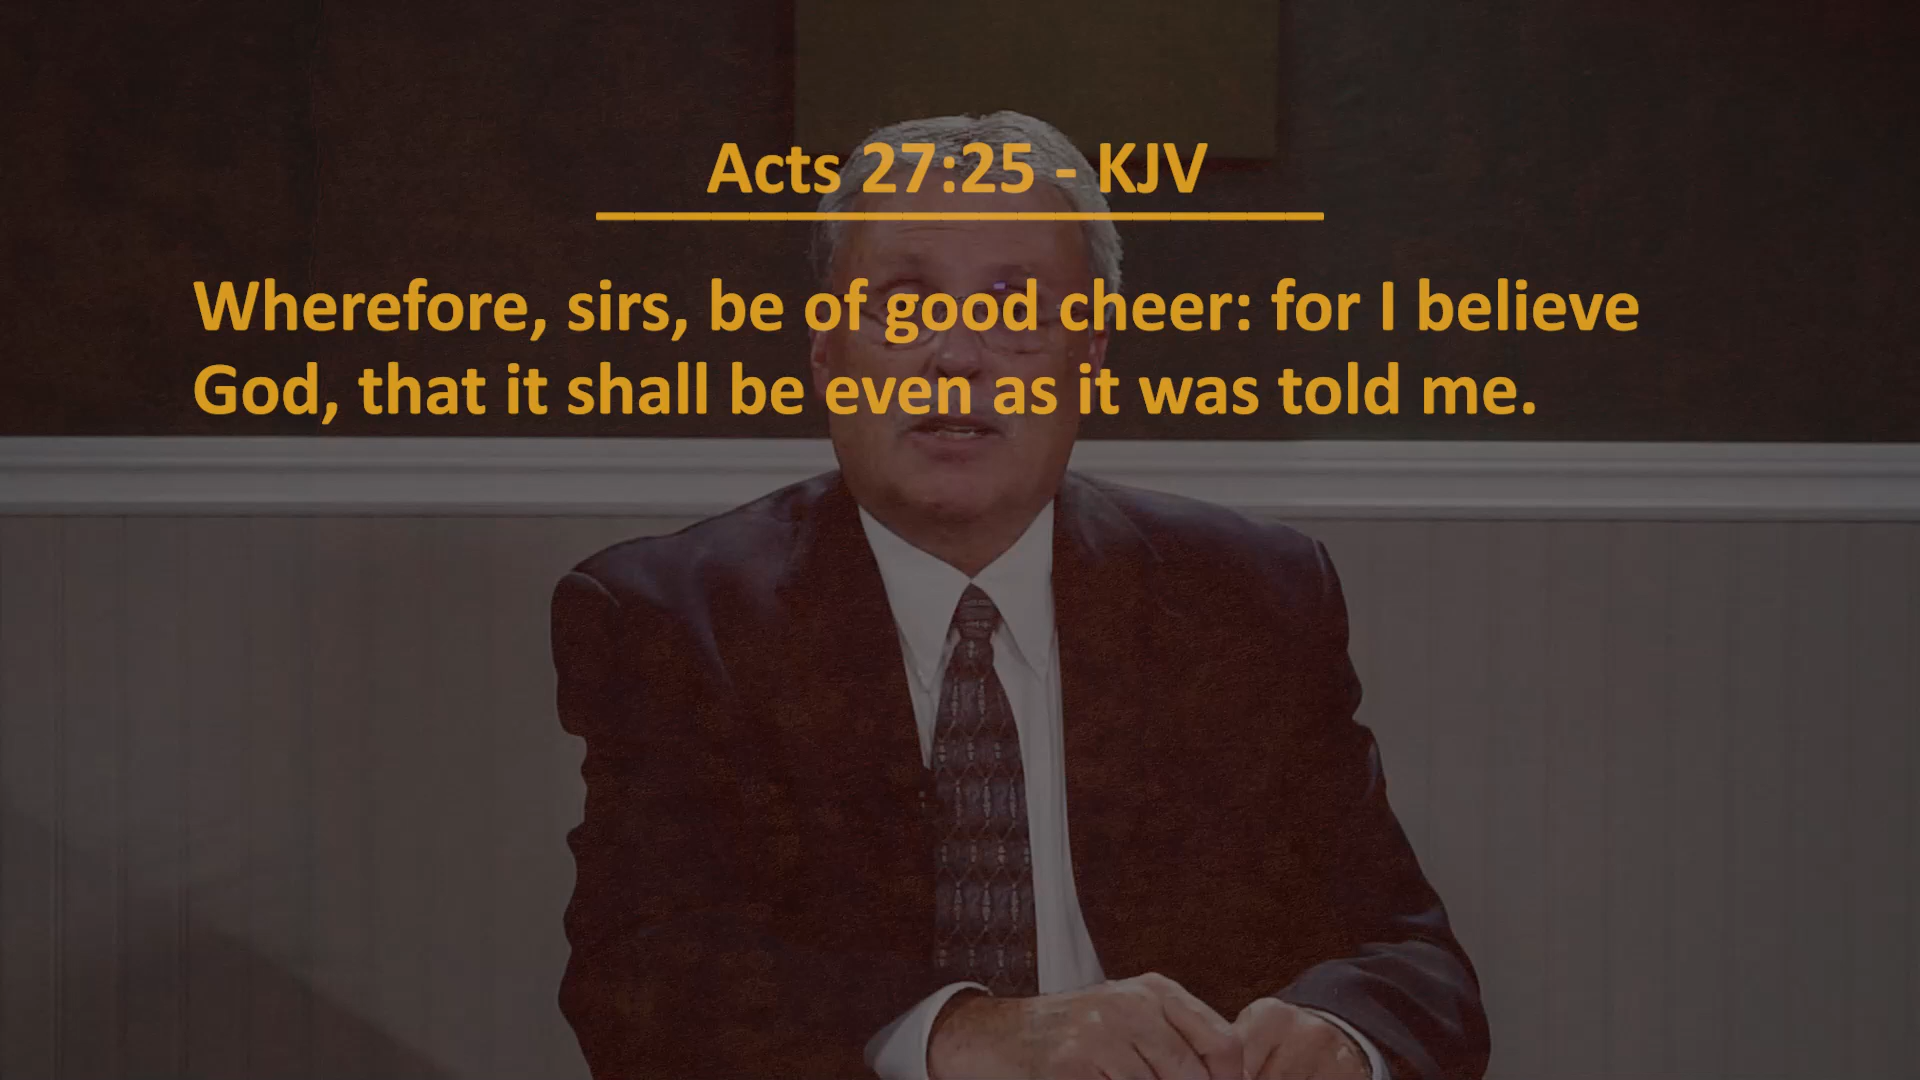 Acts 27:25 - KJV
Wherefore, sirs, be of good cheer: for I believe
God, that it shall be even as it was told me.